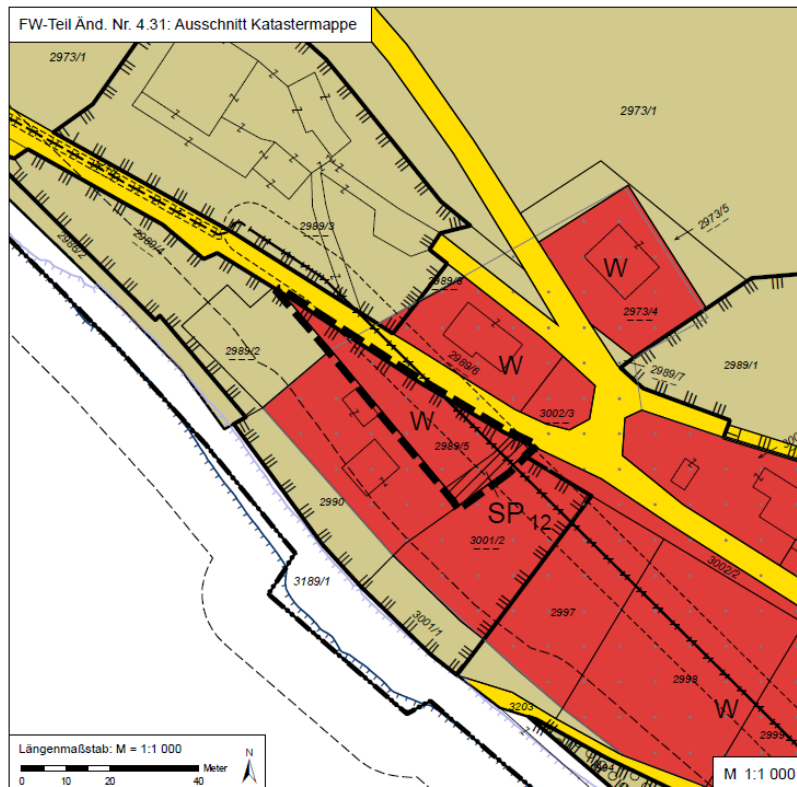 FW-Teil Änd. Nr. 4.31: Ausschnitt Katastermappe
2973/1
2973/1
2973/5
2989/3
2986/2
2989/4
W
2989/8
2973/4
2989/2
2989/6
W
2989/1
2989/7
3002/3
W
2989/5
2990
SP 12
3001/2
3002/2
3189/1
2997
3001/1
2998
W
3203
2999
Längenmaßstab: M = 1:1 000
Meter
0 10 20 40
N
M 1:1 000